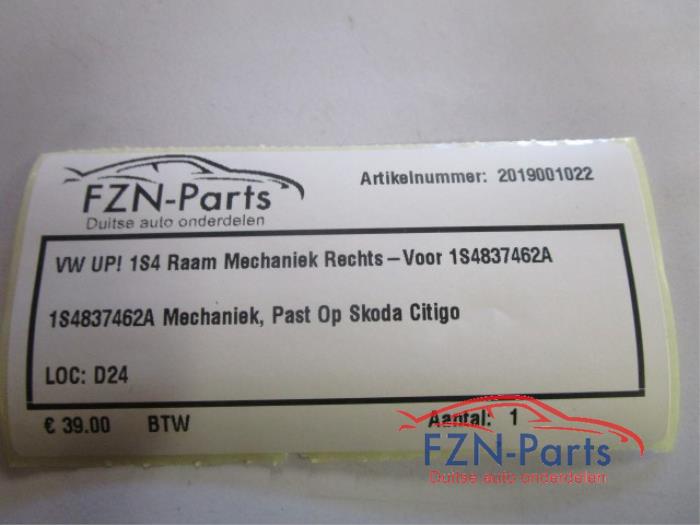 FZN-Parts
Duitse auto onderdelen
Artikelnummer: 2019001022
VW UP! 1S4 Raam Mechaniek Rechts-Voor 1S4837462A
1S4837462A Mechaniek, Past Op Skoda Citigo
LOC: D24
€ 39.00 BTW Aantal: 1
FZN-Parts
Duitse auto onderdelen